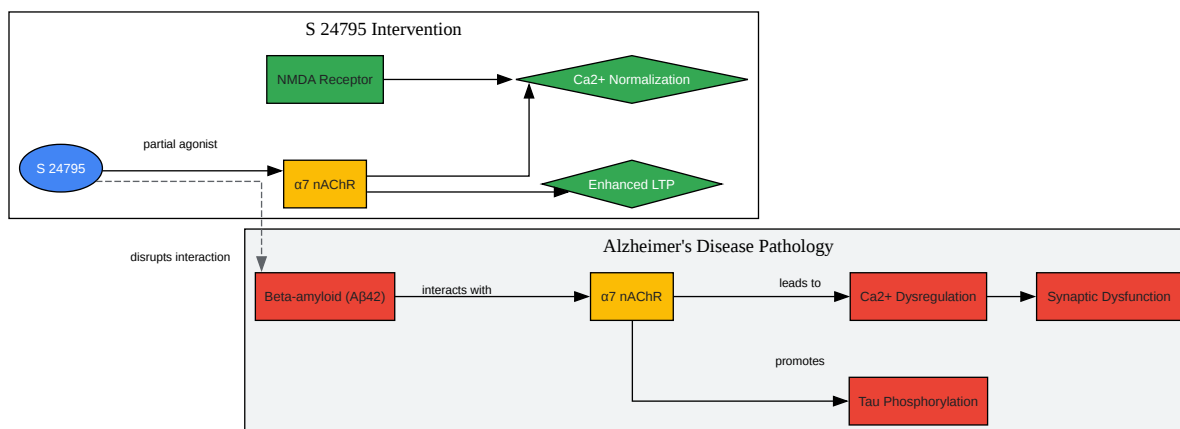 S 24795 Intervention
NMDA Receptor
Ca2+ Normalization
partial agonist
S 24795
α7 nAChR
Enhanced LTP
disrupts interaction
Alzheimer's Disease Pathology
Beta-amyloid (Aβ42)
interacts with
α7 nAChR
leads to
Ca2+ Dysregulation
Synaptic Dysfunction
promotes
Tau Phosphorylation